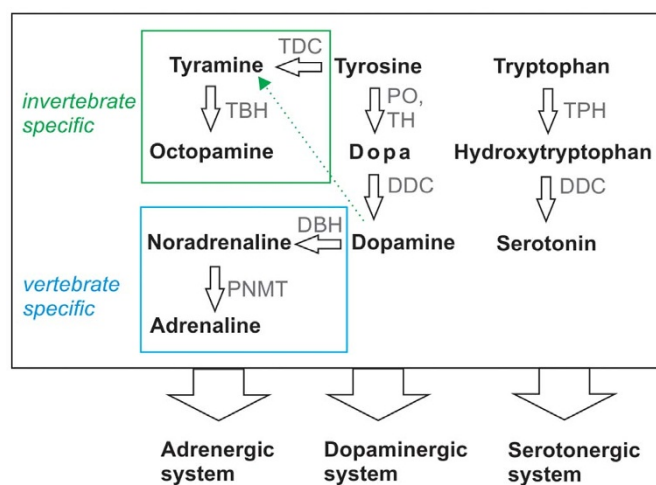 TDC
Tyramine Tyrosine Tryptophan
invertebrate
specific
TBH PO,
TH TPH
Octopamine Dopa Hydroxytryptophan
DDC DDC
DBH
Noradrenaline Dopamine Serotonin
vertebrate
specific
PNMT
Adrenaline
Adrenergic
system
Dopaminergic
system
Serotonergic
system